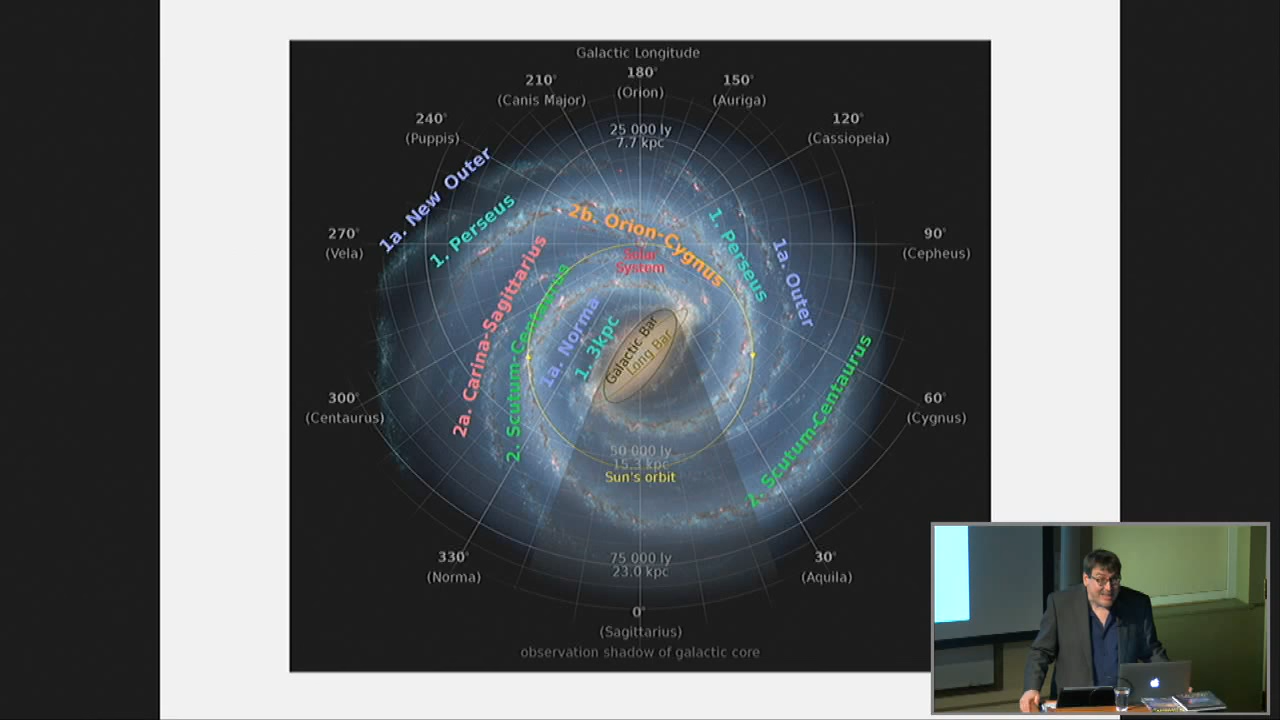 Galactic Longitude
180°
(Orion)
210°
(Canis Major)
150°
(Auriga)
240°
(Puppis)
120°
(Cassiopeia)
25 000 ly
7.7 kpc
1a. New Outer
1. Perseus
2b. Orion-Cygnus
1. Perseus
1a. Outer
270°
(Vela)
90°
(Cepheus)
Solar
System
2a. Carina-Sagittarius
2. Scutum-Centaurus
1a. Norma
1. 3kpc
Galactic Bar
Long Bar
2. Scutum-Centaurus
300°
(Centaurus)
60°
(Cygnus)
50 000 ly
15.3 kpc
Sun's orbit
330°
(Norma)
75 000 ly
23.0 kpc
30°
(Aquila)
0°
(Sagittarius)
observation shadow of galactic core